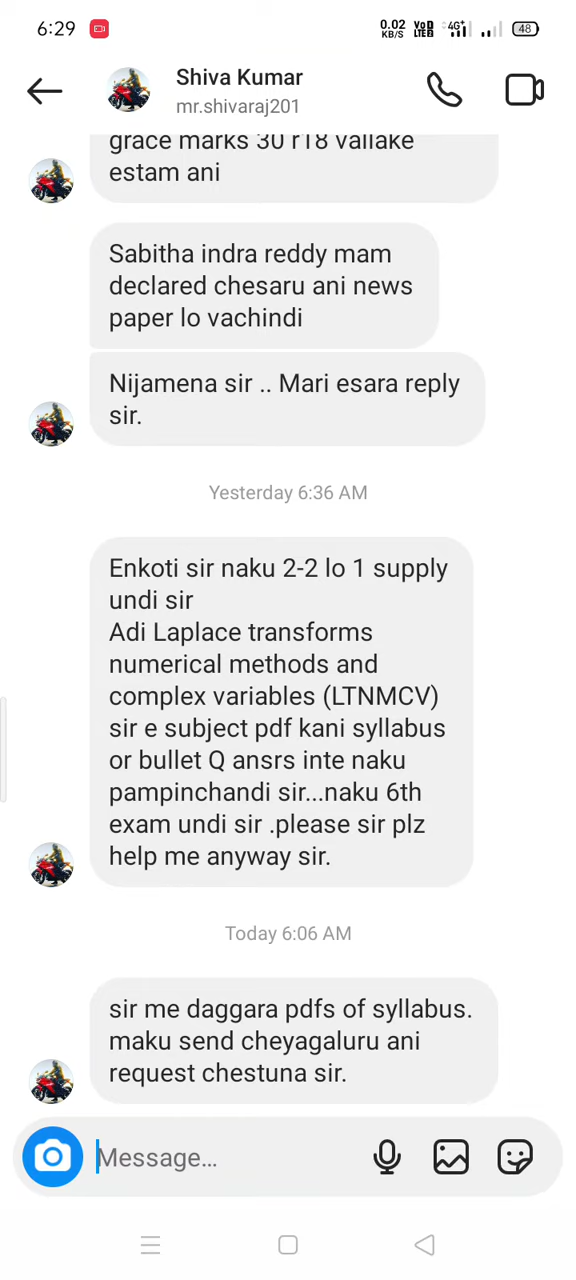 6:29
0.02
KB/S
VoD
LTE2
4G+
48
Shiva Kumar
mr.shivaraj201
grace marks 30 r18 vallake
estam ani
Sabitha indra reddy mam
declared chesaru ani news
paper lo vachindi
Nijamena sir .. Mari esara reply
sir.
Yesterday 6:36 AM
Enkoti sir naku 2-2 lo 1 supply
undi sir
Adi Laplace transforms
numerical methods and
complex variables (LTNMCV)
sir e subject pdf kani syllabus
or bullet Q ansrs inte naku
pampinchandi sir...naku 6th
exam undi sir .please sir plz
help me anyway sir.
Today 6:06 AM
sir me daggara pdfs of syllabus.
maku send cheyagaluru ani
request chestuna sir.
Message...